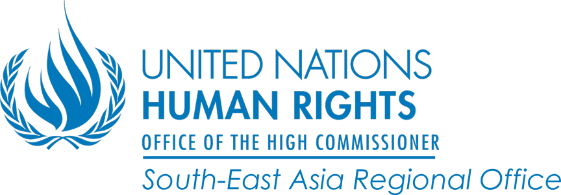 UNITED NATIONS
HUMAN RIGHTS
OFFICE OF THE HIGH COMMISSIONER
South-East Asia Regional Office